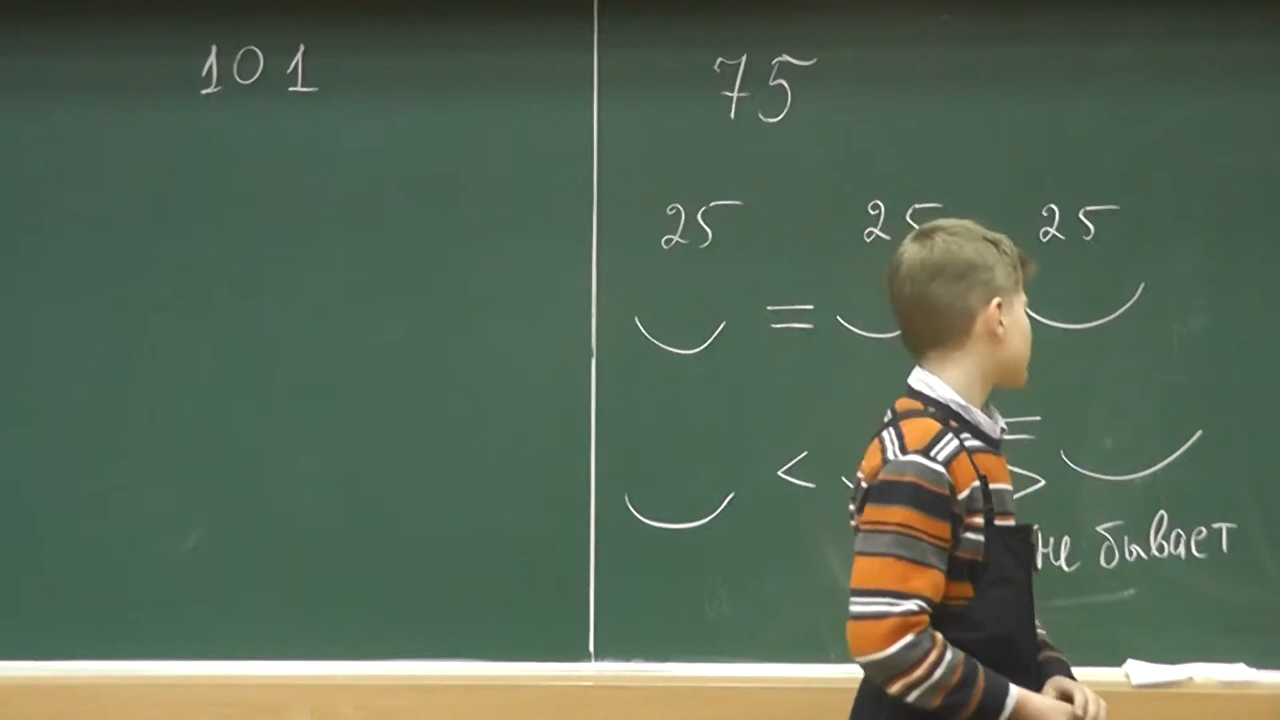 101
75
25 25 25
=
=
< >
не бывает